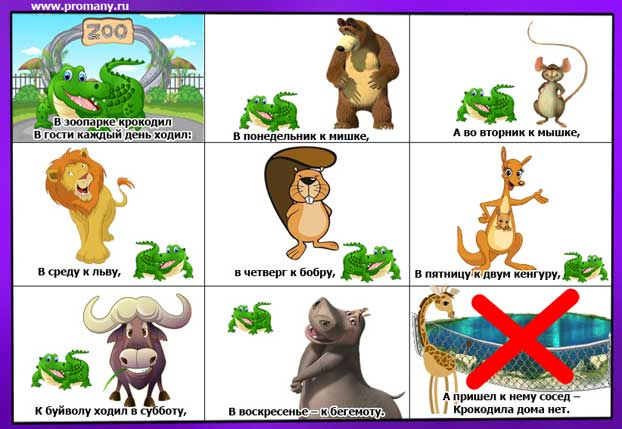 www.promany.ru
ZOO
В зоопарке крокодил
В гости каждый день ходил:
В понедельник к мишке,
А во вторник к мышке,
В среду к льву,
в четверг к бобру,
В пятницу к двум кенгуру,
К буйволу ходил в субботу,
В воскресенье – к бегемоту.
А пришел к нему сосед –
Крокодила дома нет.